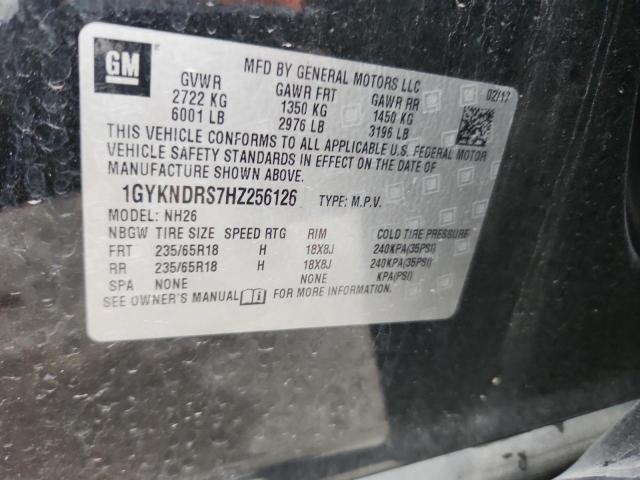 GM
MFD BY GENERAL MOTORS LLC
02/17
GVWR GAWR FRT GAWR RR
2722 KG 1350 KG 1450 KG
6001 LB 2976 LB 3196 LB
THIS VEHICLE CONFORMS TO ALL APPLICABLE U.S. FEDERAL MOTOR
VEHICLE SAFETY STANDARDS IN EFFECT ON THE DATE OF
MANUFACTURE SHOWN ABOVE.
1GYKNDRS7HZ256126 TYPE: M.P.V.
MODEL: NH26
NBGW TIRE SIZE SPEED RTG RIM COLD TIRE PRESSURE
FRT 235/65R18 H 18X8J 240KPA(35PSI)
RR 235/65R18 H 18X8J 240KPA(35PSI)
SPA NONE NONE KPA(PSI)
SEE OWNER'S MANUAL FOR MORE INFORMATION.